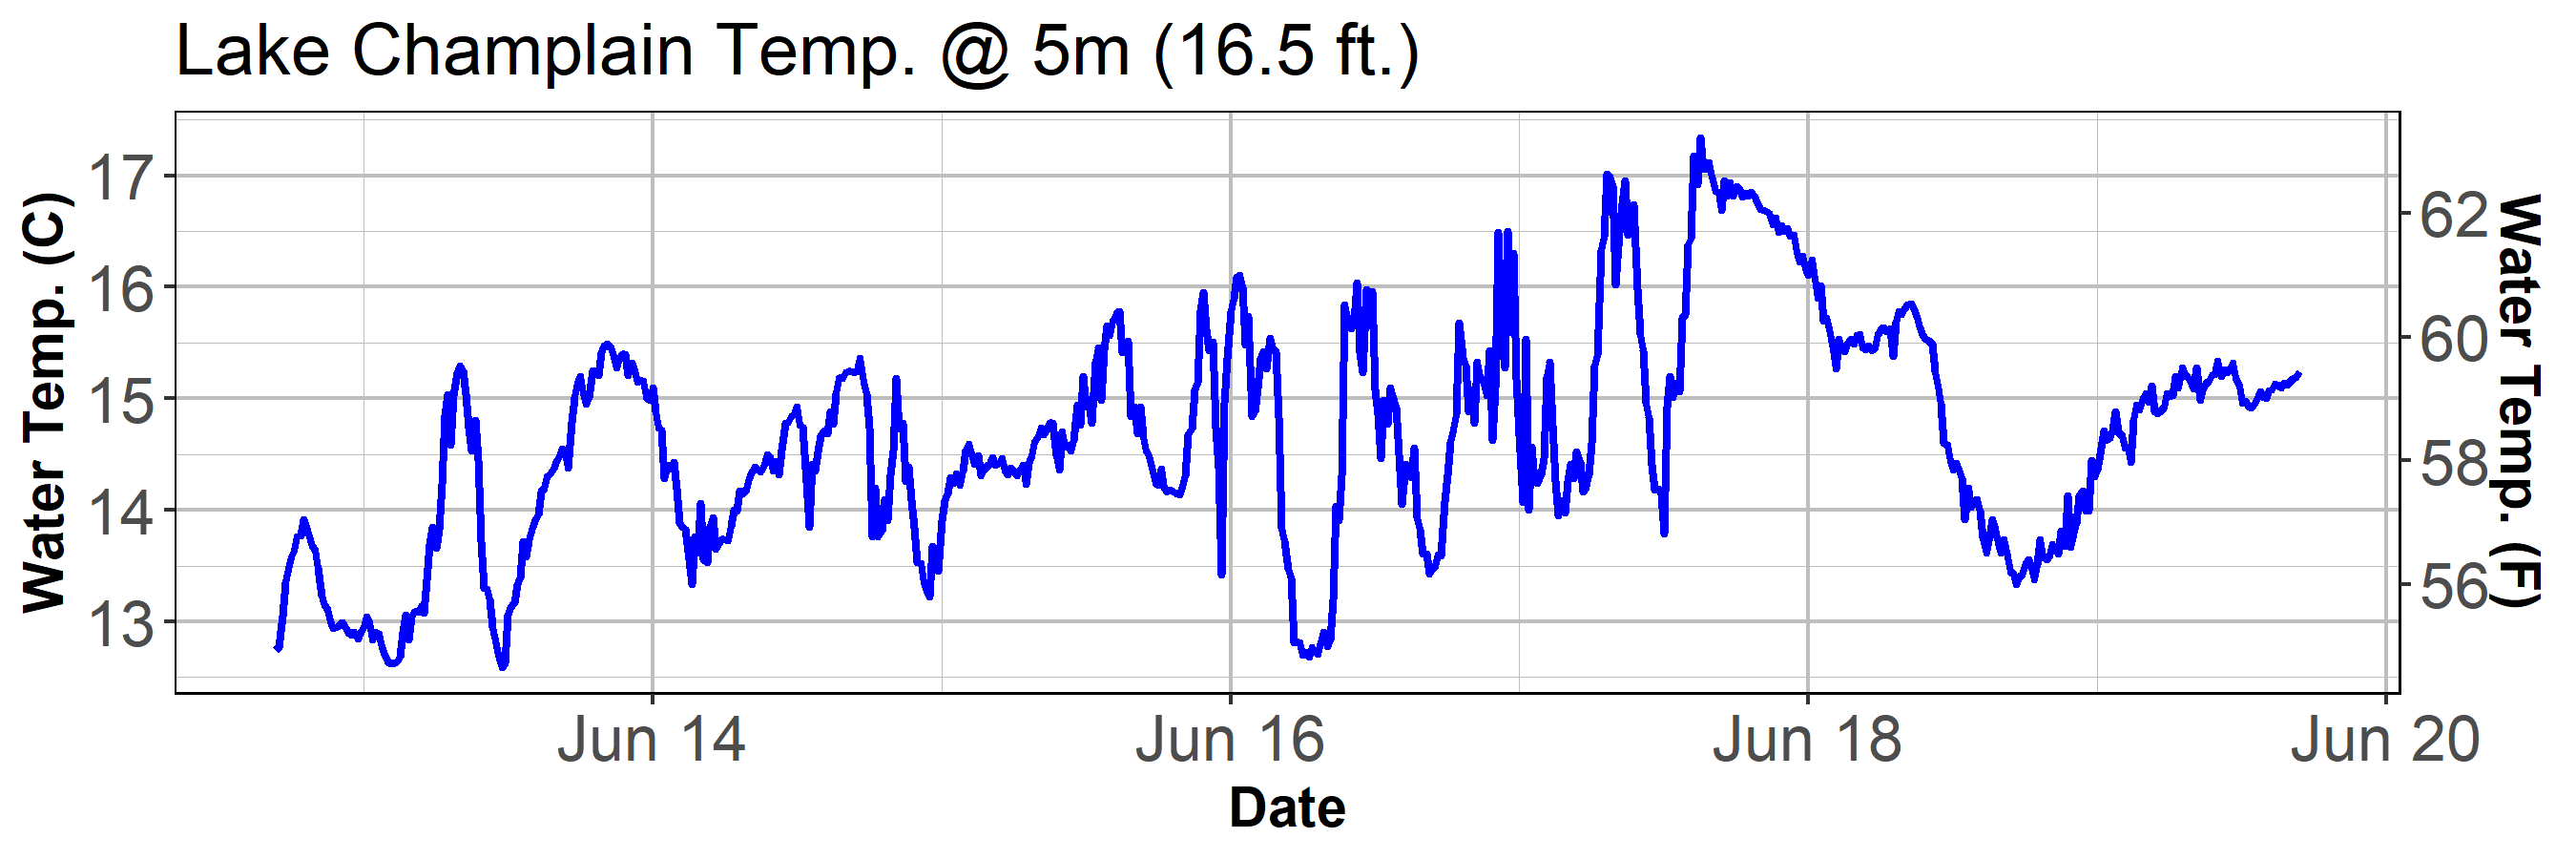 Lake Champlain Temp. @ 5m (16.5 ft.)
Water Temp. (C)
17
16
15
14
13
62
60
58
56
Water Temp. (F)
Jun 14
Jun 16
Jun 18
Jun 20
Date